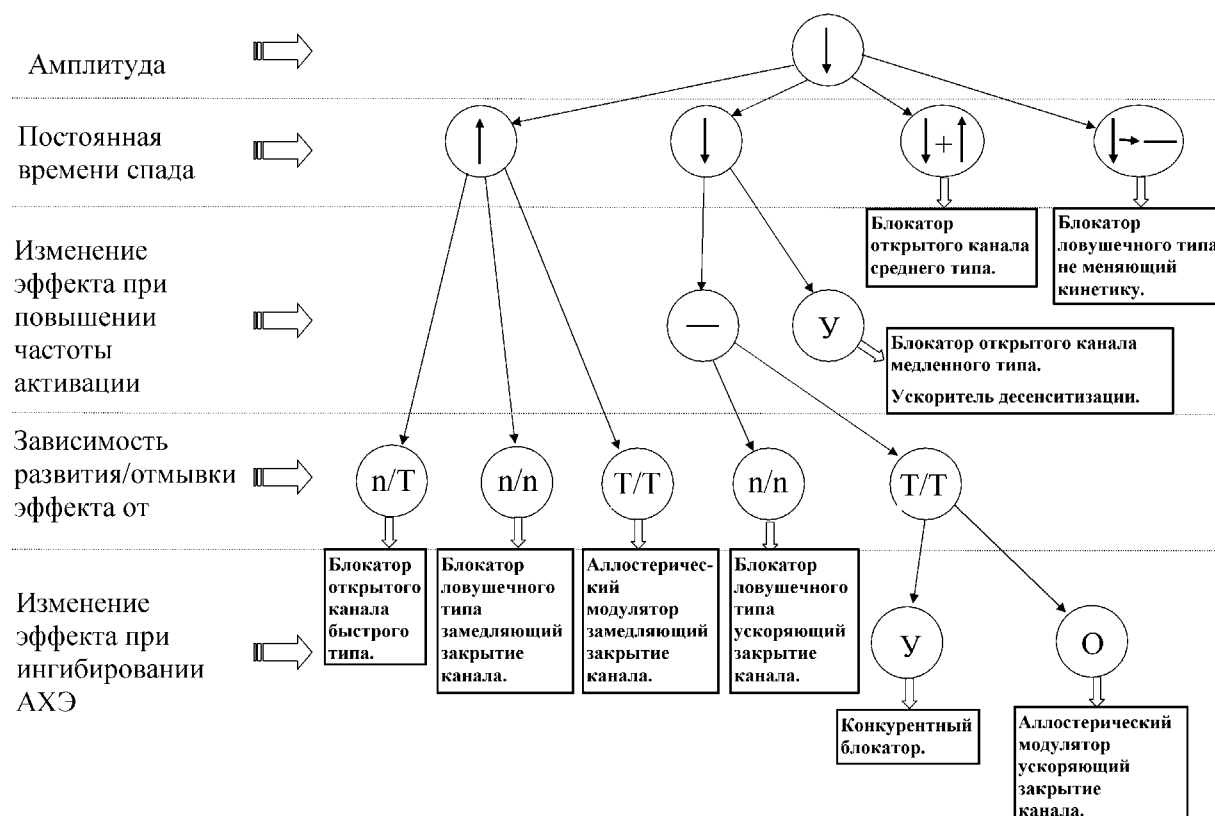 Амплитуда
Постоянная
времени спада
+
Блокатор
открытого канала
среднего типа.
Блокатор
ловушечного типа
не меняющий
кинетику.
Изменение
эффекта при
повышении
частоты
активации
—
У
Блокатор открытого канала
медленного типа.
Ускоритель десенситизации.
Зависимость
развития/отмывки
эффекта от
n/T
n/n
T/T
n/n
T/T
Блокатор
открытого
канала
быстрого
типа.
Блокатор
ловушечного
типа
замедляющий
закрытие
канала.
Аллостеричес-
кий
модулятор
замедляющий
закрытие
канала.
Блокатор
ловушечного
типа
ускоряющий
закрытие
канала.
Изменение
эффекта при
ингибировании
АХЭ
У
О
Конкурентный
блокатор.
Аллостерический
модулятор
ускоряющий
закрытие
канала.